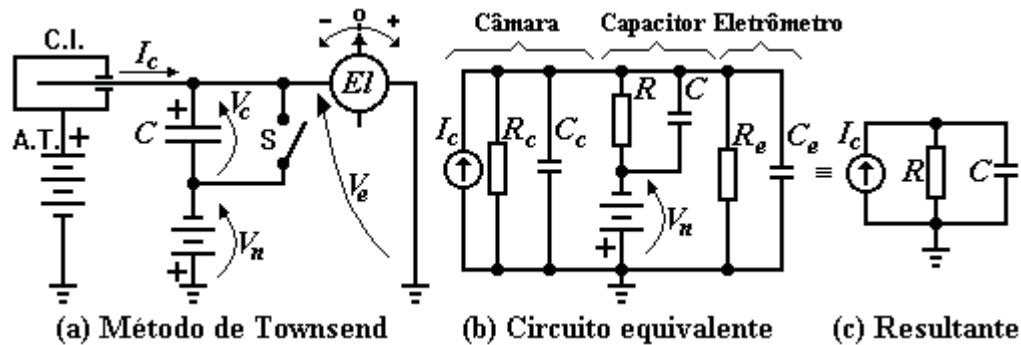 C.I.
I_c
A.T.
+
+
C
V_c
S
- o +
El
V_e
V_n
+
(a) Método de Townsend
Câmara
Capacitor
Eletrômetro
I_c
R_c
C_c
R
C
V_n
+
R_e
C_e
(b) Circuito equivalente
≡
I_c
R
C
(c) Resultante